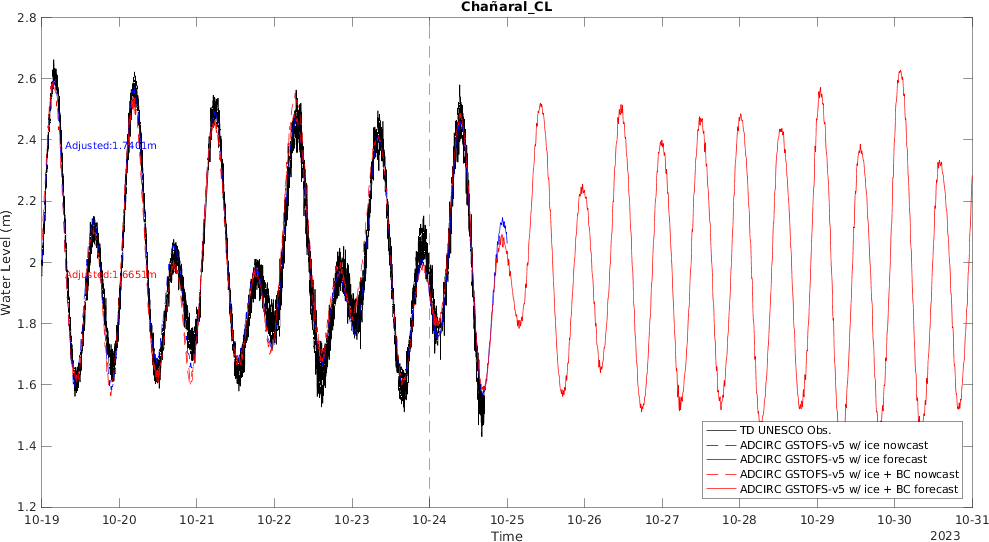 Chañaral_CL
2.8
2.6
2.4
2.2
2
1.8
1.6
1.4
1.2
Water Level (m)
Adjusted:1.7401m
Adjusted:1.6651m
TD UNESCO Obs.
ADCIRC GSTOFS-v5 w/ ice nowcast
ADCIRC GSTOFS-v5 w/ ice forecast
ADCIRC GSTOFS-v5 w/ ice + BC nowcast
ADCIRC GSTOFS-v5 w/ ice + BC forecast
10-19 10-20 10-21 10-22 10-23 10-24 10-25 10-26 10-27 10-28 10-29 10-30 10-31
Time
2023